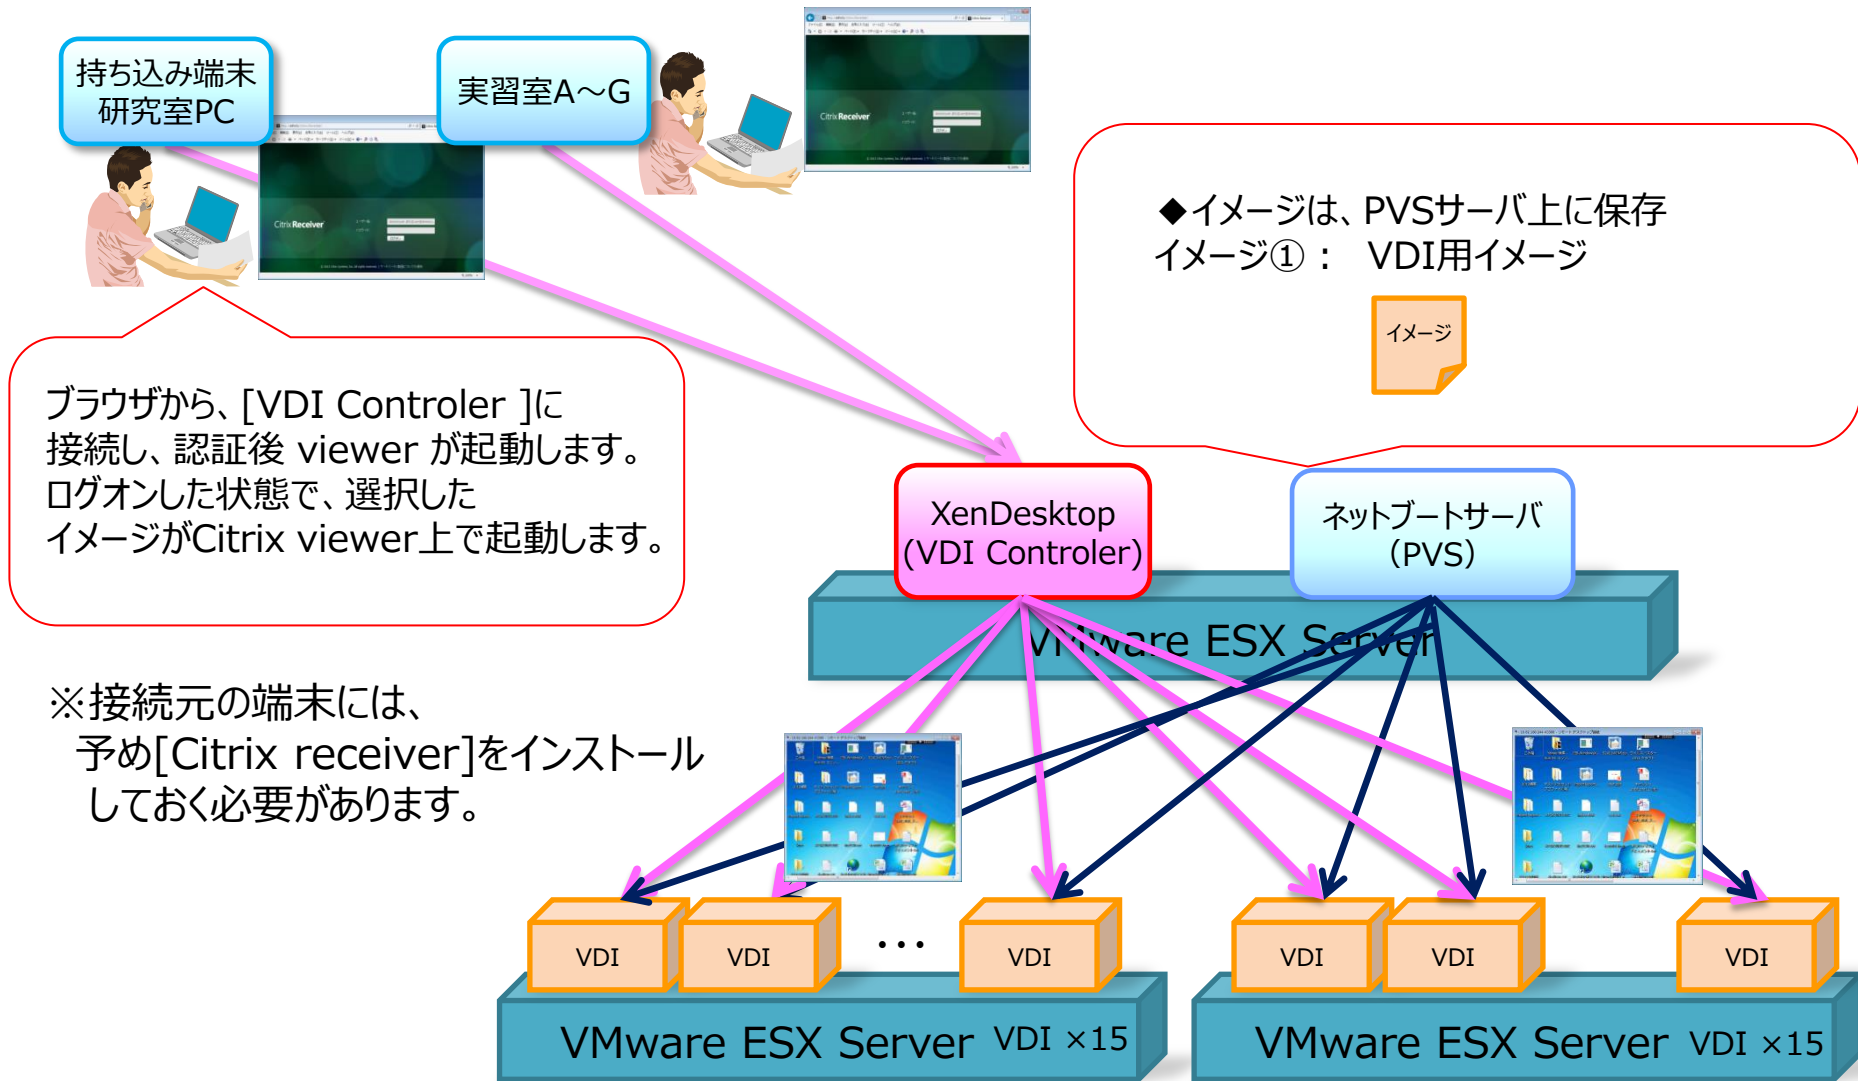 持ち込み端末
研究室PC
実習室A～G
Citrix Receiver
Citrix Receiver
◆イメージは、PVSサーバ上に保存
イメージ①： VDI用イメージ
イメージ
ブラウザから、[VDI Controler ]に
接続し、認証後 viewer が起動します。
ログオンした状態で、選択した
イメージがCitrix viewer上で起動します。
XenDesktop
(VDI Controler)
ネットブートサーバ
（PVS）
VMware ESX Server
※接続元の端末には、
予め[Citrix receiver]をインストール
しておく必要があります。
VDI
VDI
・・・
VDI
VDI
VDI
VDI
VMware ESX Server VDI ×15
VMware ESX Server VDI ×15